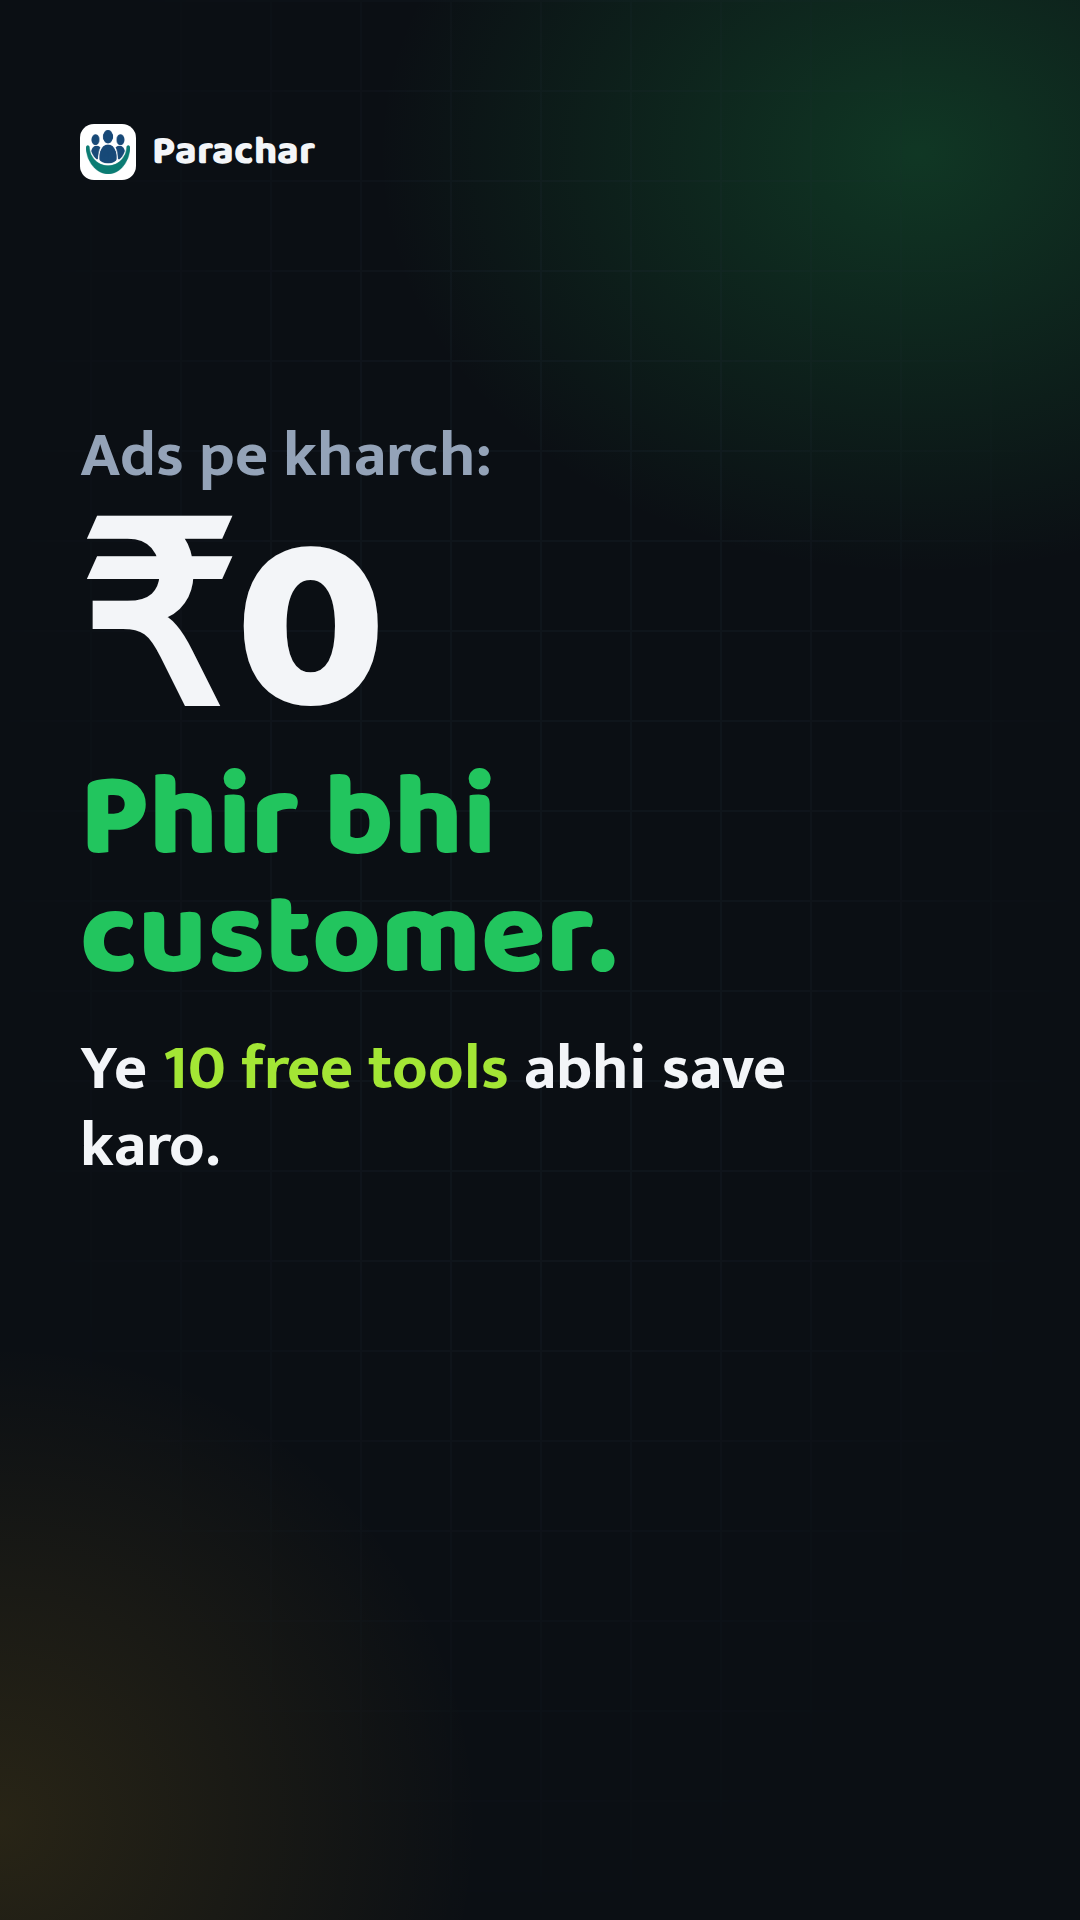 Parachar
Ads pe kharch:
₹0
Phir bhi
customer.
Ye 10 free tools abhi save
karo.